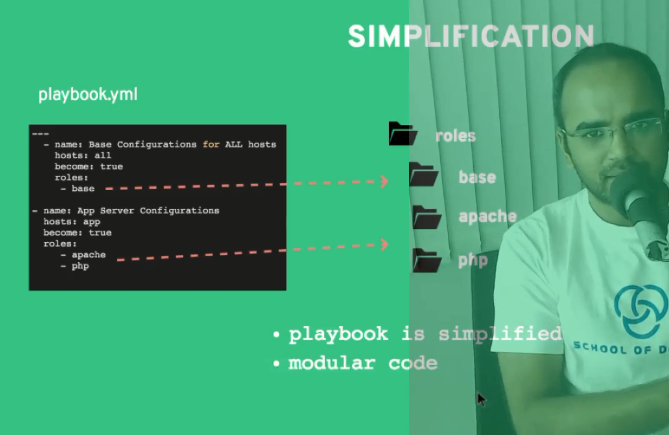 SIMPLIFICATION
playbook.yml
---
- name: Base Configurations for ALL hosts
hosts: all
become: true
roles:
- base
- name: App Server Configurations
hosts: app
become: true
roles:
- apache
- php
roles
base
apache
php
• playbook is simplified
• modular code
SCHOOL OF